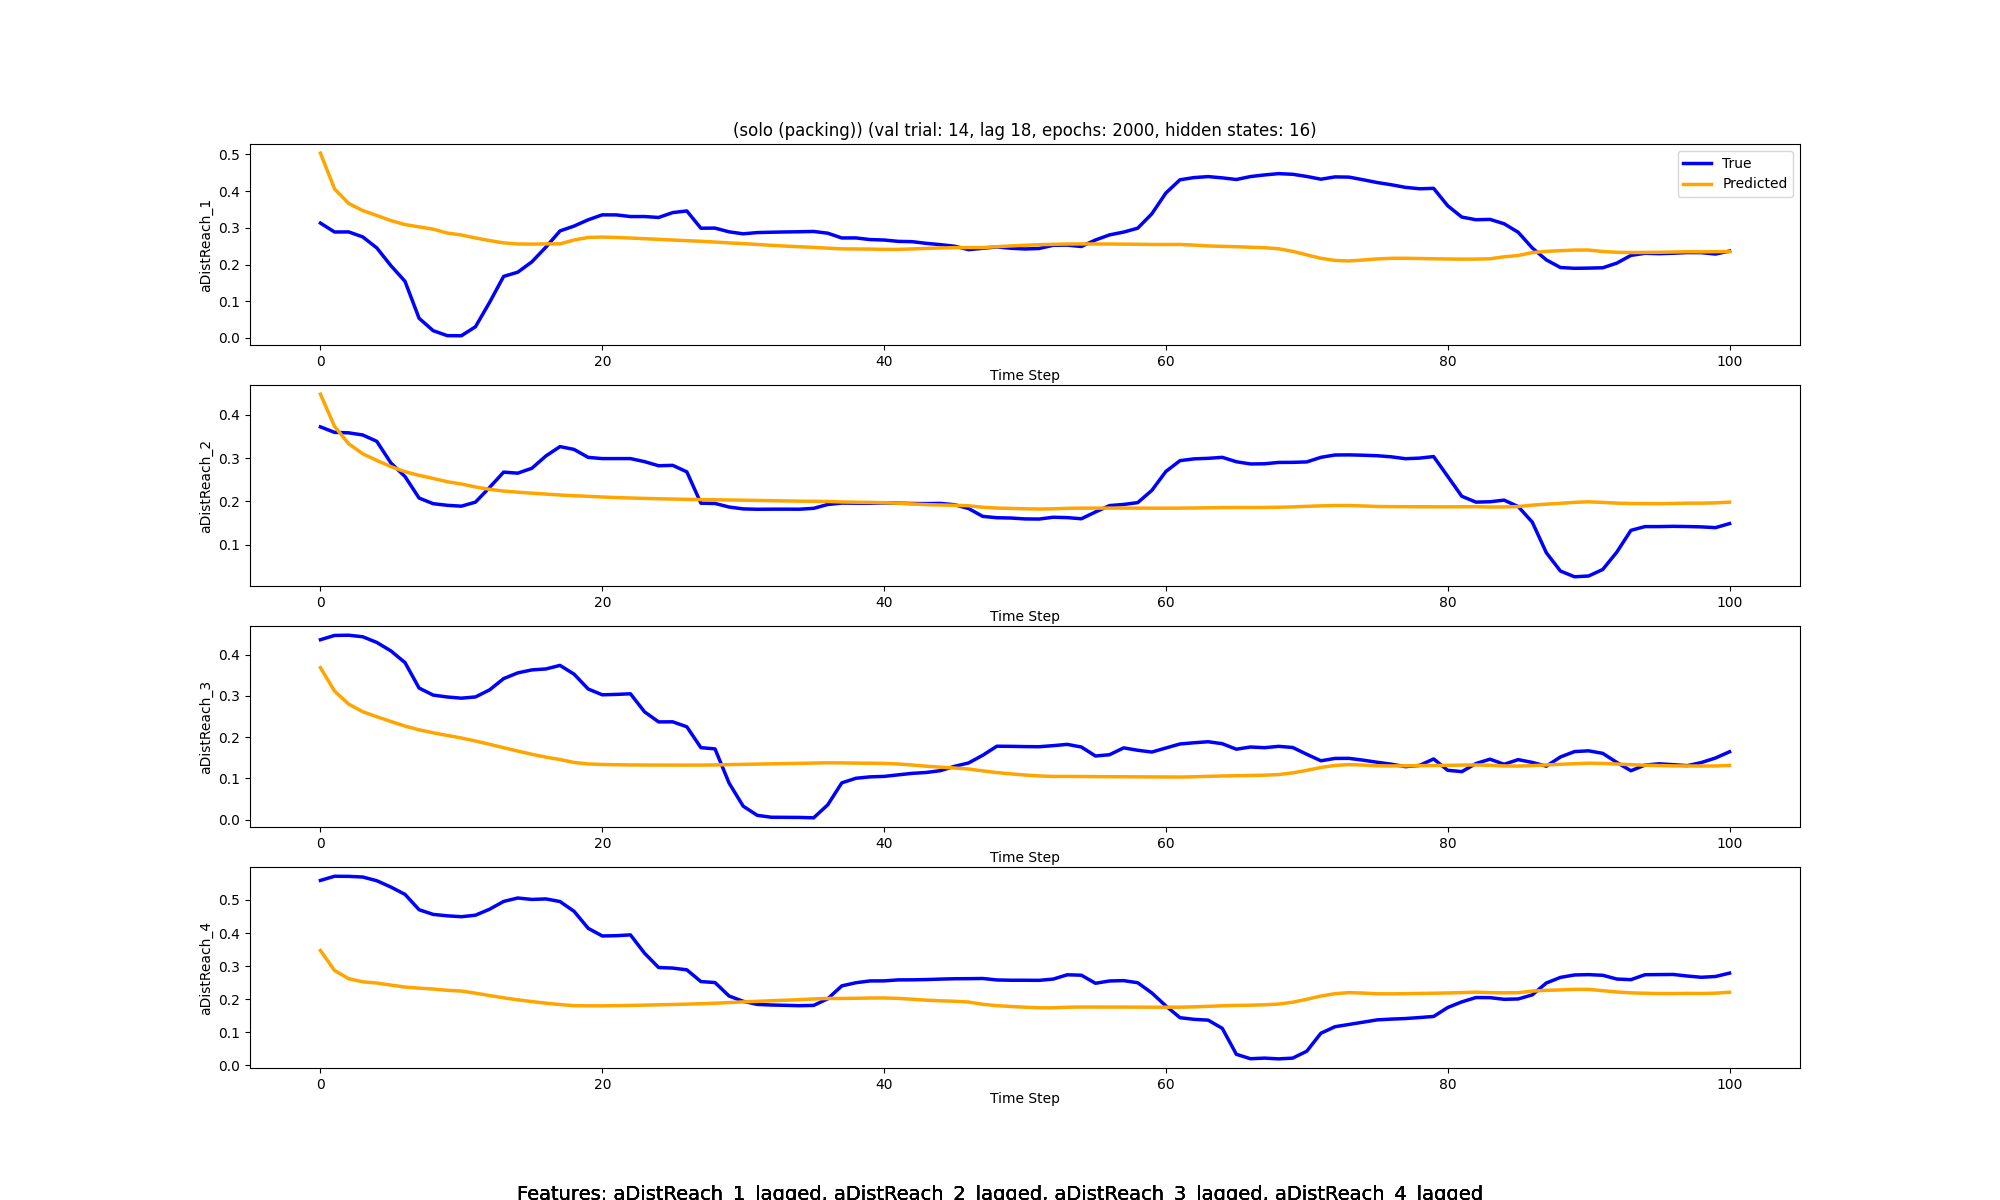 (solo (packing)) (val trial: 14, lag 18, epochs: 2000, hidden states: 16)
True
Predicted
aDistReach_1
0.5
0.4
0.3
0.2
0.1
0.0
0 20 40 60 80 100
Time Step
aDistReach_2
0.4
0.3
0.2
0.1
0 20 40 60 80 100
Time Step
aDistReach_3
0.4
0.3
0.2
0.1
0.0
0 20 40 60 80 100
Time Step
aDistReach_4
0.5
0.4
0.3
0.2
0.1
0.0
0 20 40 60 80 100
Time Step
Features: aDistReach_1_lagged, aDistReach_2_lagged, aDistReach_3_lagged, aDistReach_4_lagged